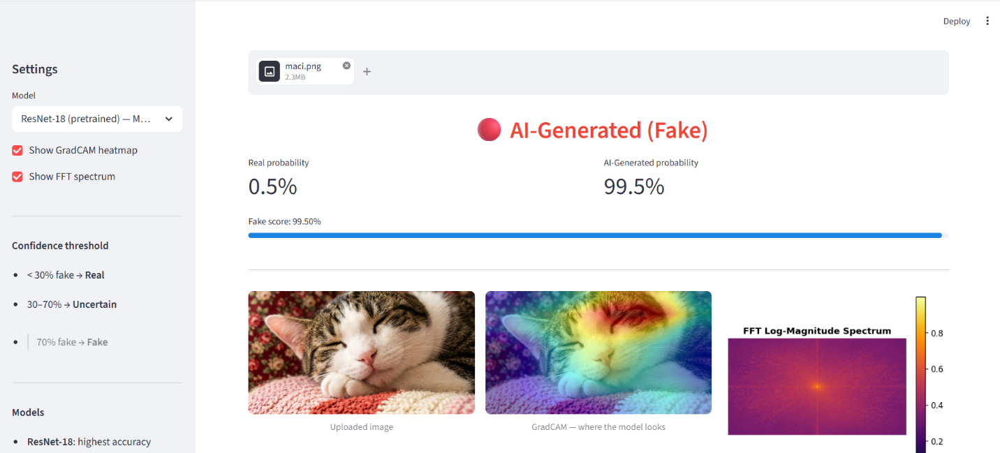 Deploy
Settings
Model
ResNet-18 (pretrained) — M...
Show GradCAM heatmap
Show FFT spectrum
Confidence threshold
< 30% fake → Real
30–70% → Uncertain
70% fake → Fake
Models
ResNet-18: highest accuracy
maci.png
2.3MB
AI-Generated (Fake)
Real probability
0.5%
AI-Generated probability
99.5%
Fake score: 99.50%
Uploaded image
GradCAM — where the model looks
FFT Log-Magnitude Spectrum
0.8
0.6
0.4
0.2